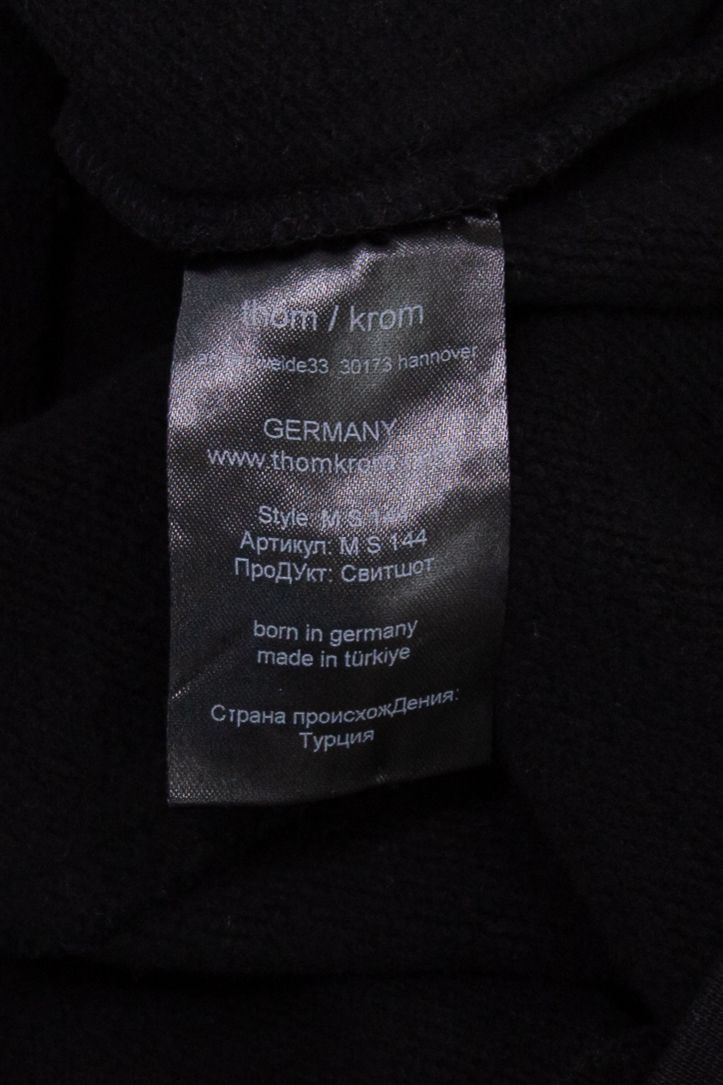 thom / krom
30173 hannover
GERMANY
Style M S 144
Артикул: M S 144
ПроДУкт: Свитшот
born in germany
made in türkiye
Страна происхожДения:
Турция